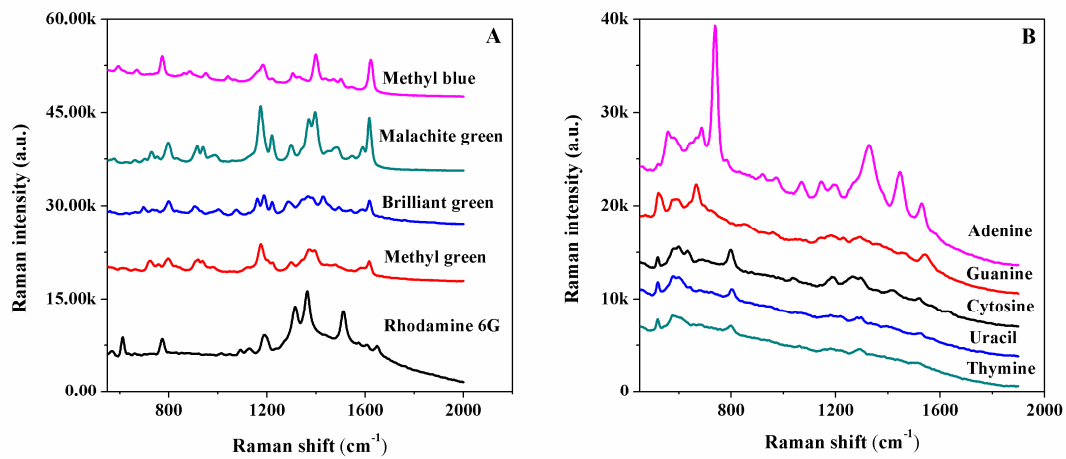 60.00k
45.00k
30.00k
15.00k
0.00
Raman intensity (a.u.)
A
Methyl blue
Malachite green
Brilliant green
Methyl green
Rhodamine 6G
800
1200
1600
2000
Raman shift (cm⁻¹)
40k
30k
20k
10k
0
Raman intensity (a.u.)
B
Adenine
Guanine
Cytosine
Uracil
Thymine
800
1200
1600
2000
Raman shift (cm⁻¹)